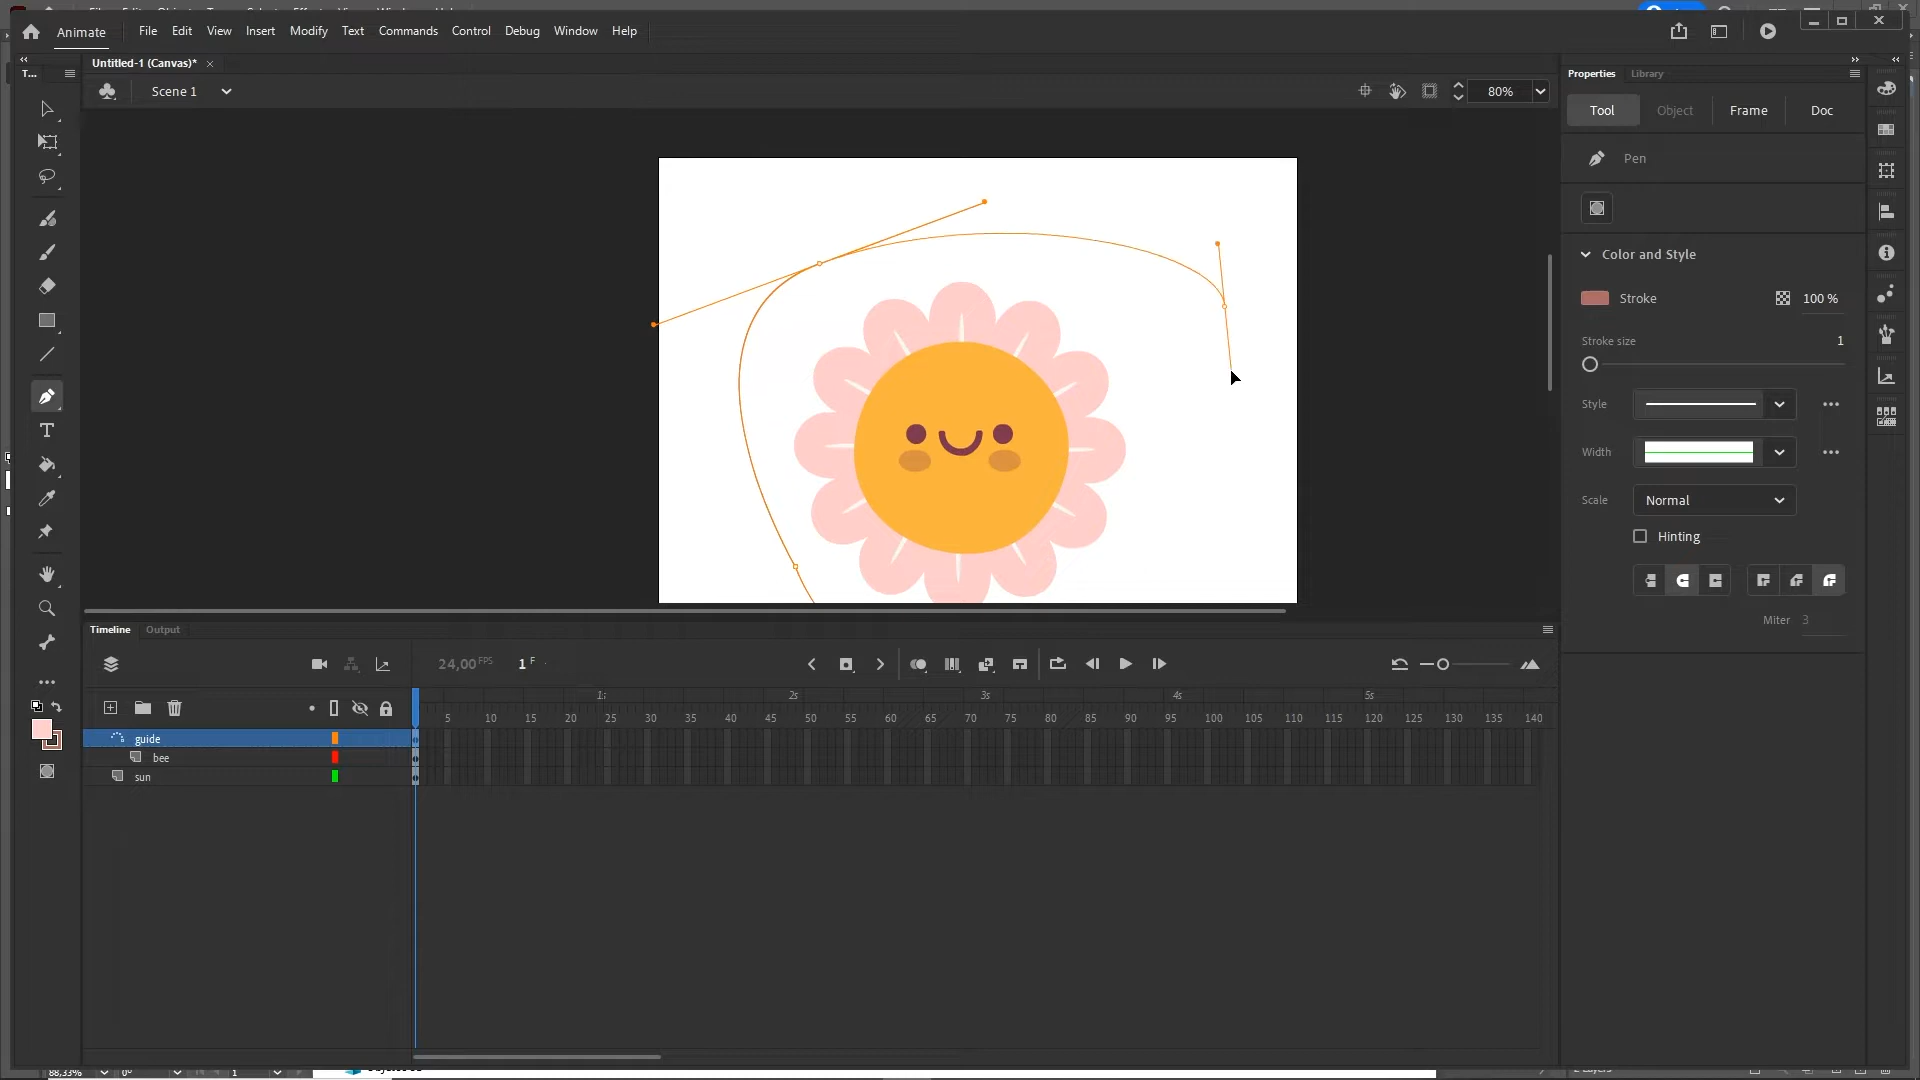 Animate File Edit View Insert Modify Text Commands Control Debug Window Help
T... Untitled-1 (Canvas)* Properties Library
Scene 1 80%
Tool Object Frame Doc
Pen
Color and Style
Stroke 100 %
Stroke size 1
Style
Width
Scale Normal
Hinting
Miter 3
Timeline Output
24,00 FPS 1 F
2s 3s 4s 5s
5 10 15 20 25 30 35 40 45 50 55 60 65 70 75 80 85 90 95 100 105 110 115 120 125 130 135 140
guide
bee
sun
88,33% 0° 1